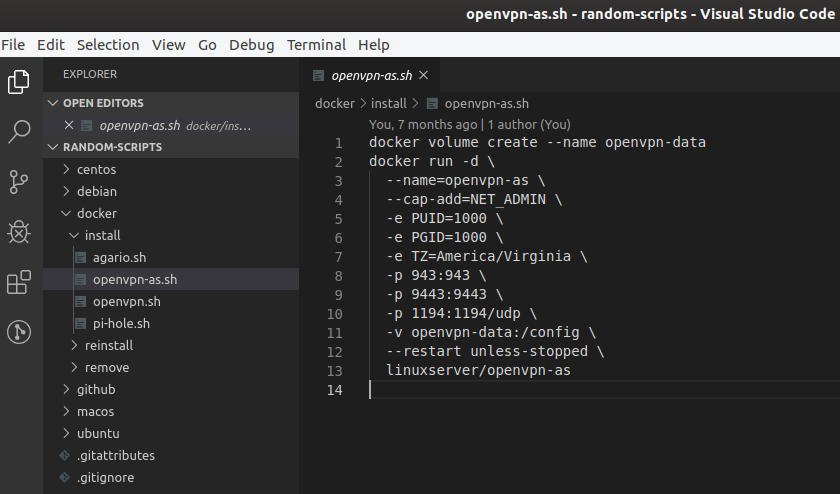 openvpn-as.sh - random-scripts - Visual Studio Code
File Edit Selection View Go Debug Terminal Help
EXPLORER
OPEN EDITORS
openvpn-as.sh docker/ins...
RANDOM-SCRIPTS
centos
debian
docker
install
agario.sh
openvpn-as.sh
openvpn.sh
pi-hole.sh
reinstall
remove
github
macos
ubuntu
.gitattributes
.gitignore
openvpn-as.sh
docker > install > openvpn-as.sh
You, 7 months ago | 1 author (You)
1 docker volume create --name openvpn-data
2 docker run -d \
3 --name=openvpn-as \
4 --cap-add=NET_ADMIN \
5 -e PUID=1000 \
6 -e PGID=1000 \
7 -e TZ=America/Virginia \
8 -p 943:943 \
9 -p 9443:9443 \
10 -p 1194:1194/udp \
11 -v openvpn-data:/config \
12 --restart unless-stopped \
13 linuxserver/openvpn-as
14